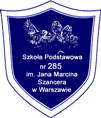 Szkoła Podstawowa
nr 285
im. Jana Marcina
Szancera
w Warszawie